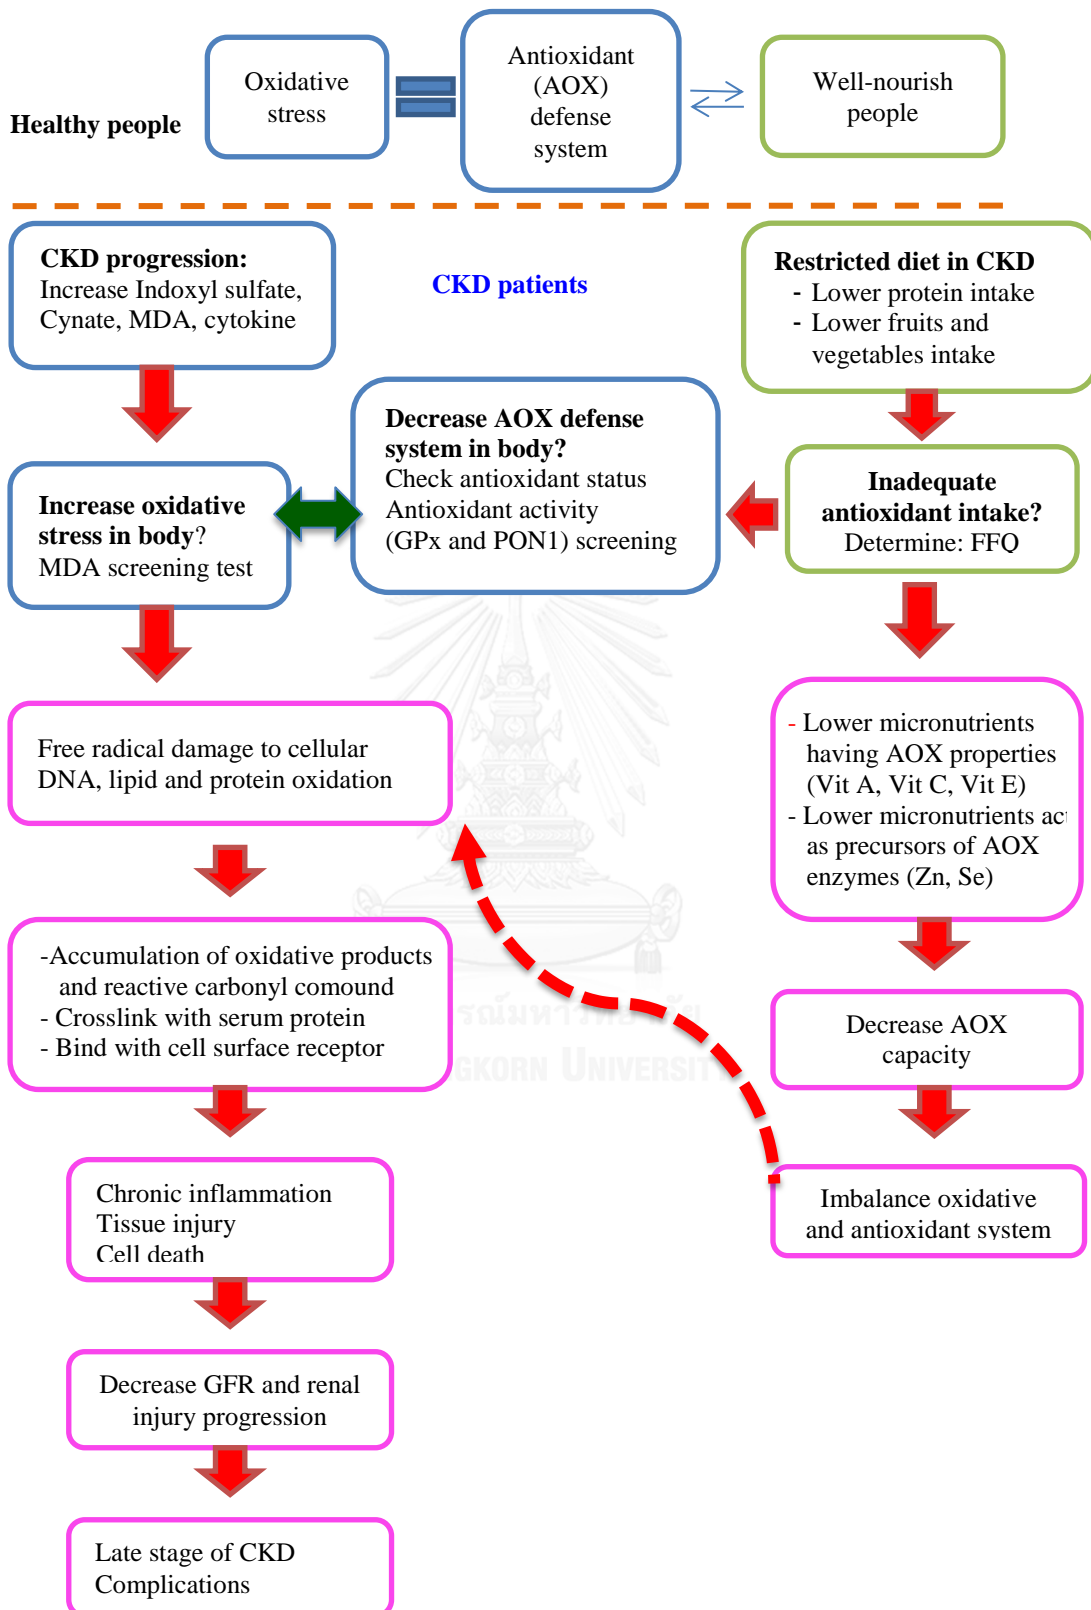 Healthy people
Oxidative
stress
Antioxidant
(AOX)
defense
system
Well-nourish
people
CKD progression:
Increase Indoxyl sulfate,
Cynate, MDA, cytokine
CKD patients
Restricted diet in CKD
- Lower protein intake
- Lower fruits and
vegetables intake
Increase oxidative
stress in body?
MDA screening test
Decrease AOX defense
system in body?
Check antioxidant status
Antioxidant activity
(GPx and PON1) screening
Inadequate
antioxidant intake?
Determine: FFQ
Free radical damage to cellular
DNA, lipid and protein oxidation
- Lower micronutrients
having AOX properties
(Vit A, Vit C, Vit E)
- Lower micronutrients act
as precursors of AOX
enzymes (Zn, Se)
-Accumulation of oxidative products
and reactive carbonyl comound
- Crosslink with serum protein
- Bind with cell surface receptor
Decrease AOX
capacity
GKORN UNIVERSIT
Chronic inflammation
Tissue injury
Cell death
Imbalance oxidative
and antioxidant system
Decrease GFR and renal
injury progression
Late stage of CKD
Complications